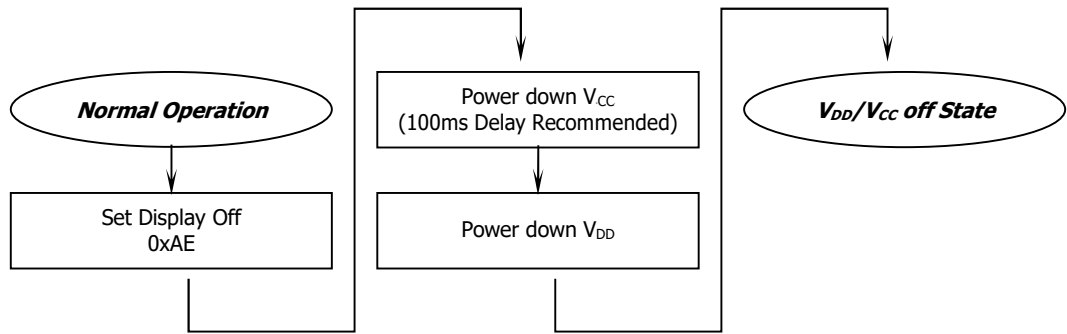 Normal Operation
Set Display Off
0xAE
Power down VCC
(100ms Delay Recommended)
Power down VDD
VDD/VCC off State